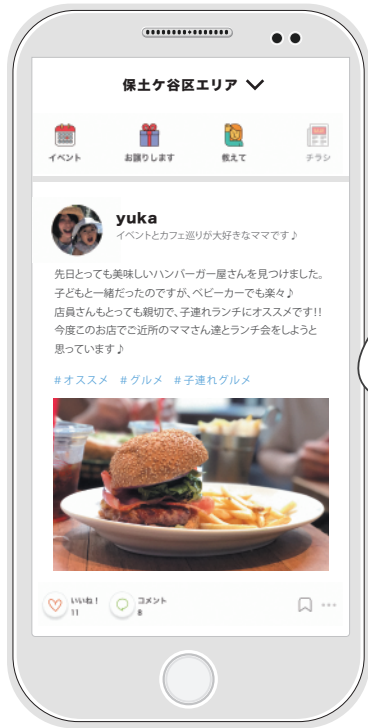 保土ケ谷区エリア
イベント
お譲りします
教えて
チラシ
yuka
イベントとカフェ巡りが大好きなママです♪
先日とっても美味しいハンバーガー屋さんを見つけました。
子どもと一緒だったのですが、ベビーカーでも楽々♪
店員さんもとっても親切で、子連れランチにオススメです!!
今度このお店でご近所のママさん達とランチ会をしようと
思っています♪
#オススメ #グルメ #子連れグルメ
いいね！
11
コメント
8